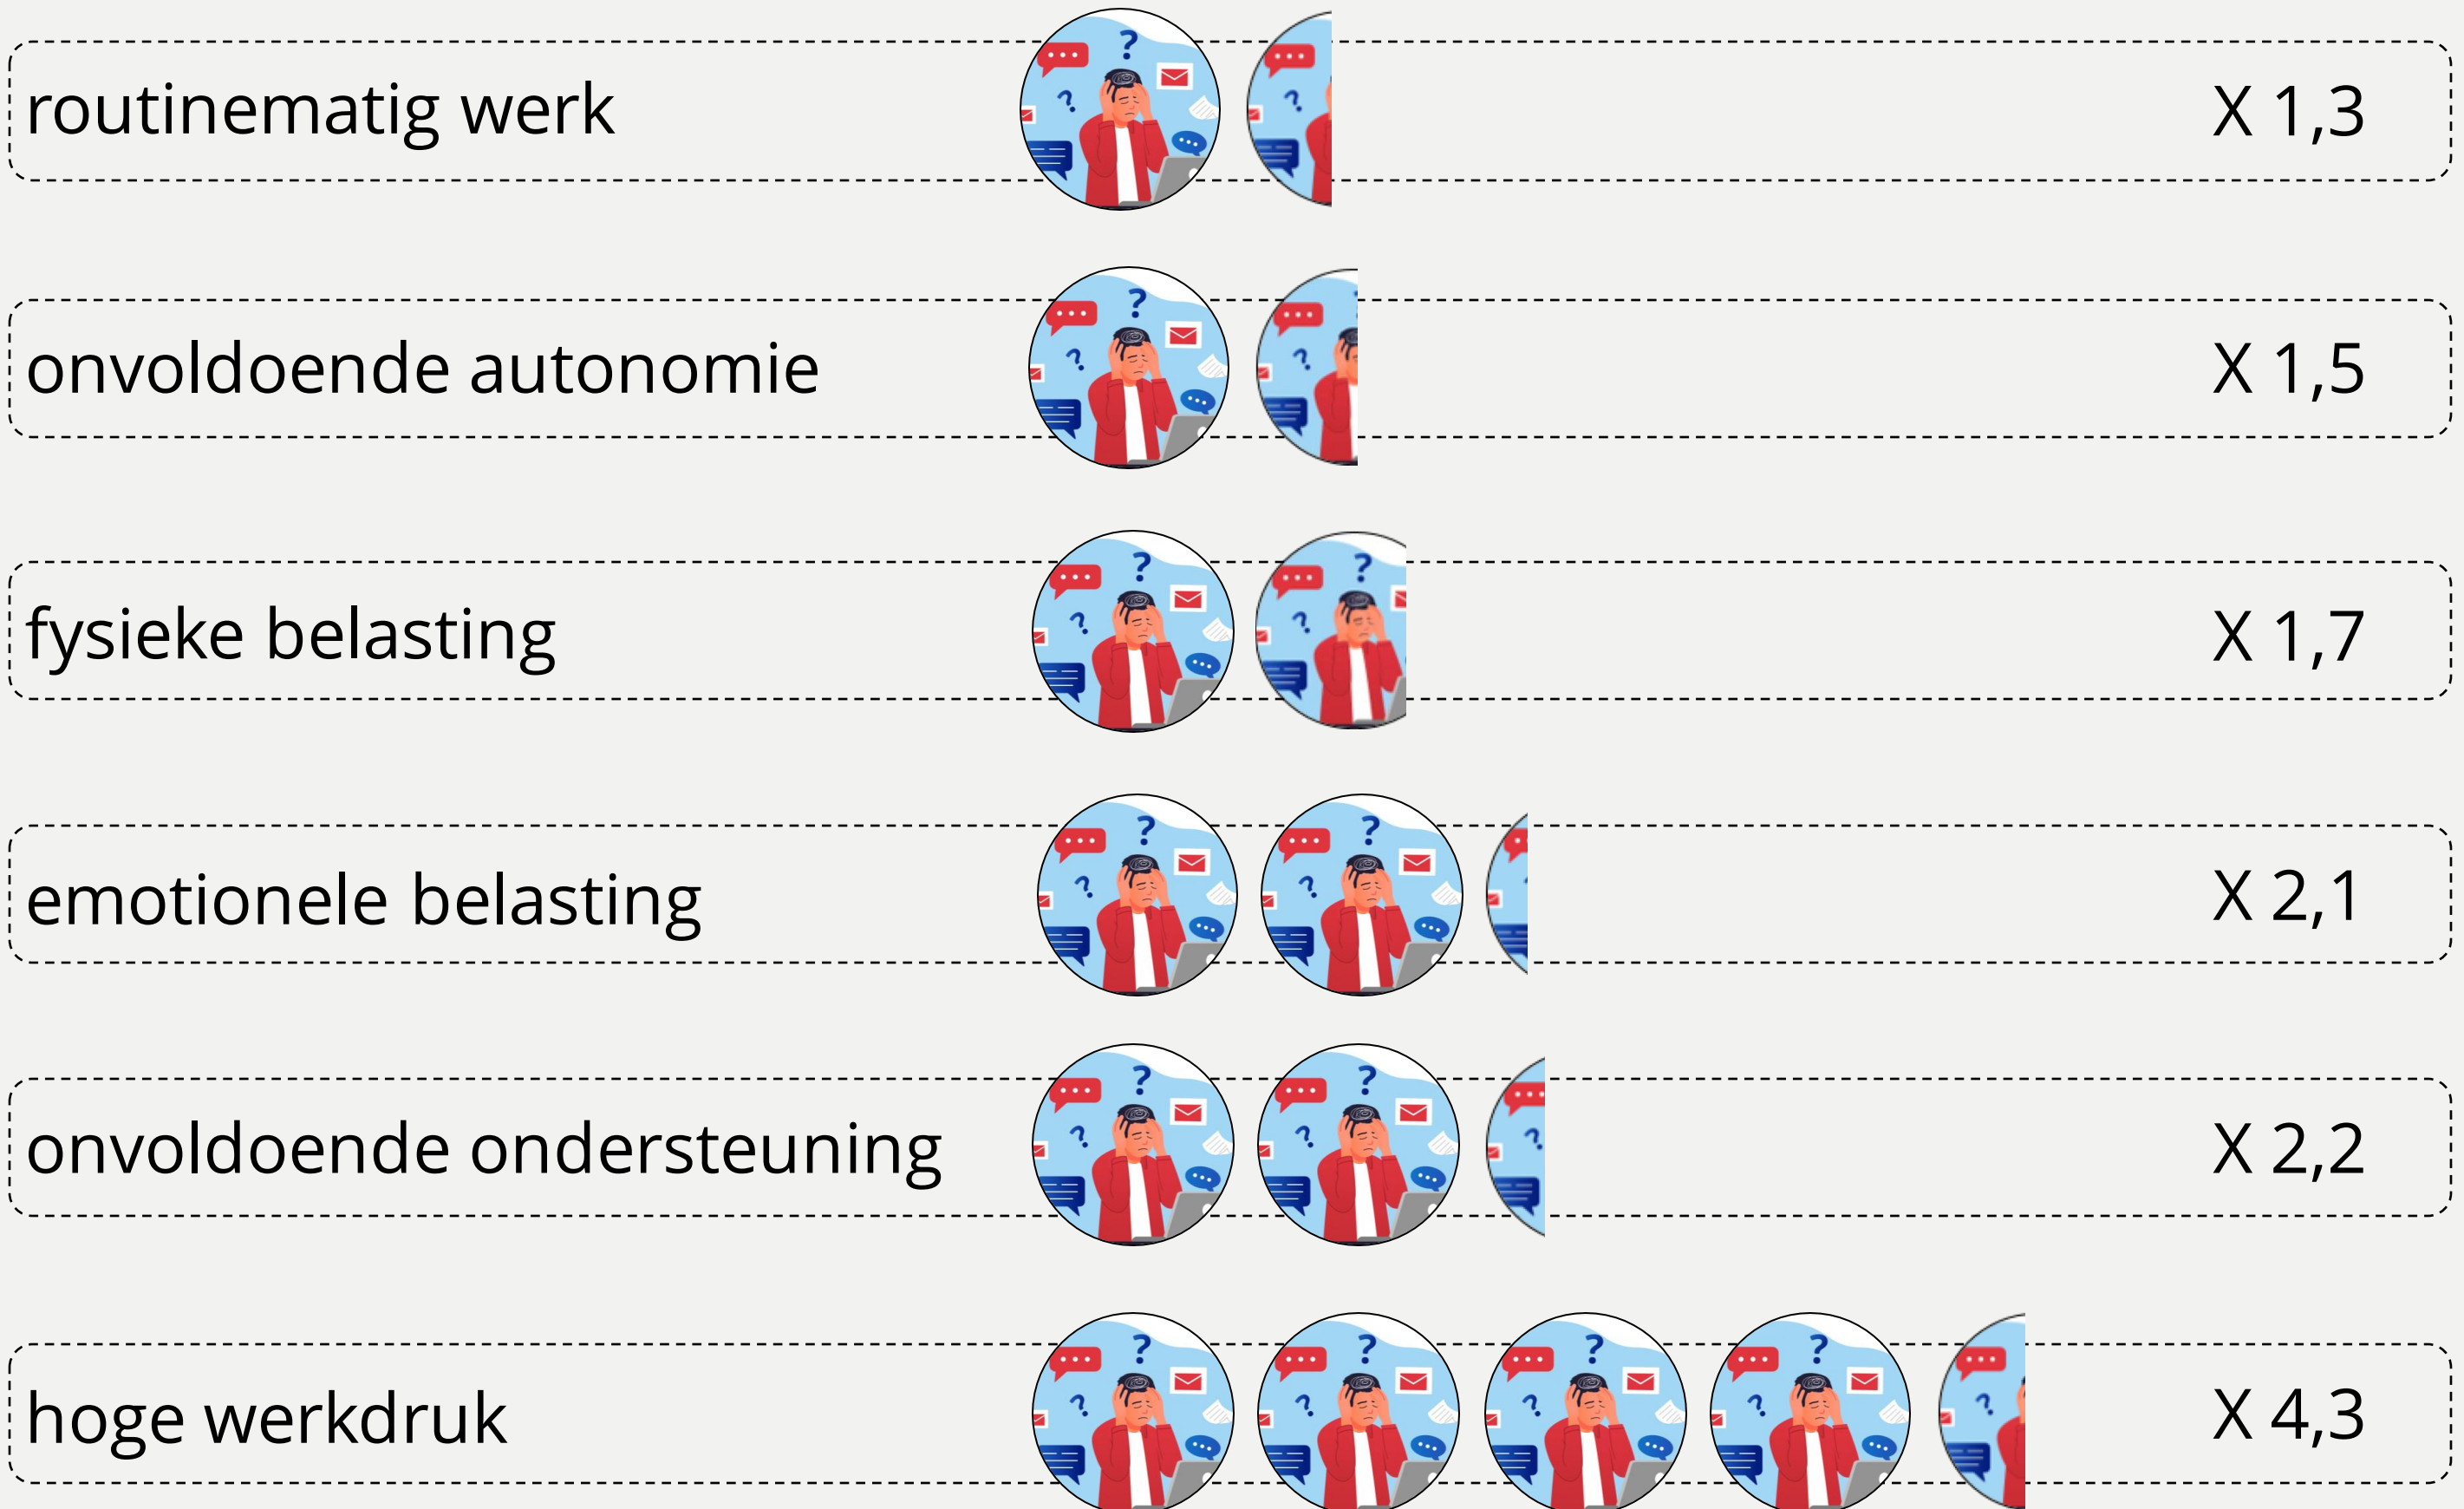 routinematig werk X 1,3
onvoldoende autonomie X 1,5
fysieke belasting X 1,7
emotionele belasting X 2,1
onvoldoende ondersteuning X 2,2
hoge werkdruk X 4,3